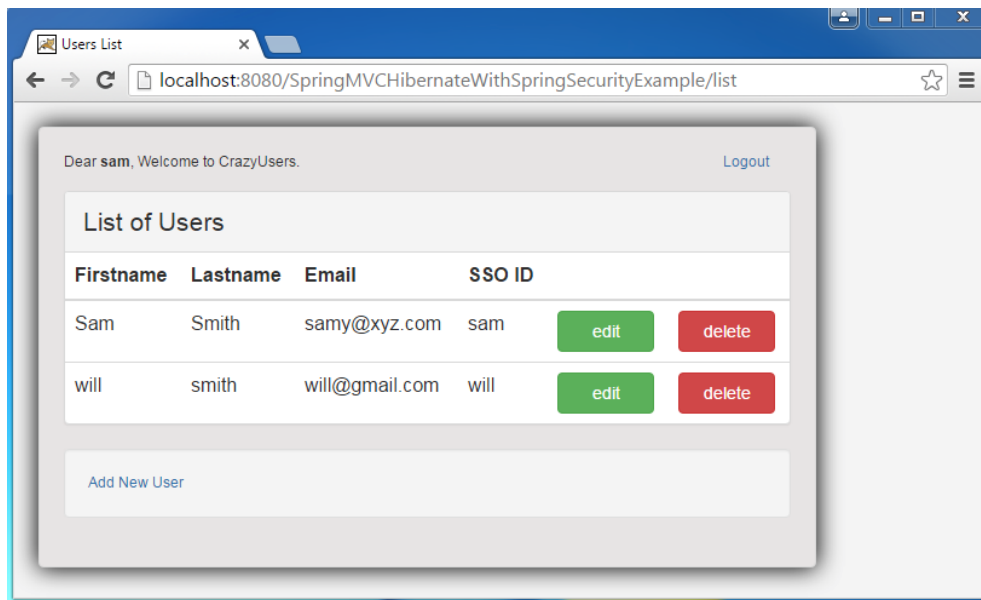 Users List
localhost:8080/SpringMVCHibernateWithSpringSecurityExample/list
Dear sam, Welcome to CrazyUsers. Logout
List of Users
Firstname Lastname Email SSO ID
Sam Smith samy@xyz.com sam edit delete
will smith will@gmail.com will edit delete
Add New User